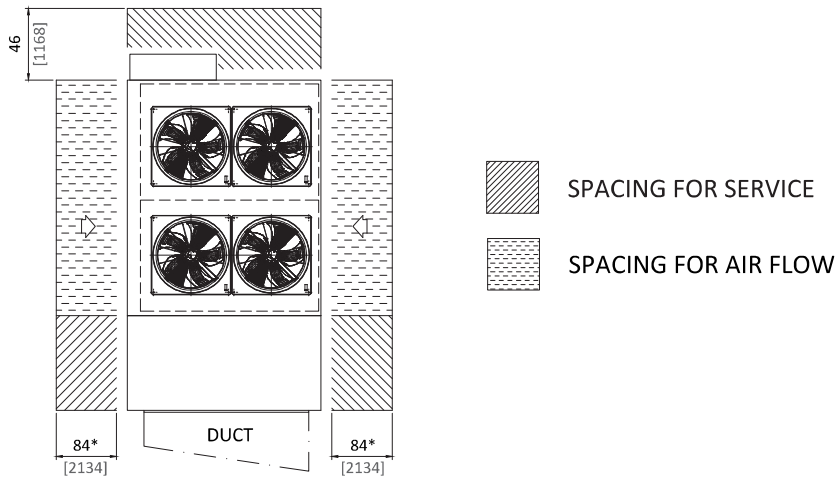 46
[1168]
SPACING FOR SERVICE
SPACING FOR AIR FLOW
DUCT
84*
[2134]
84*
[2134]